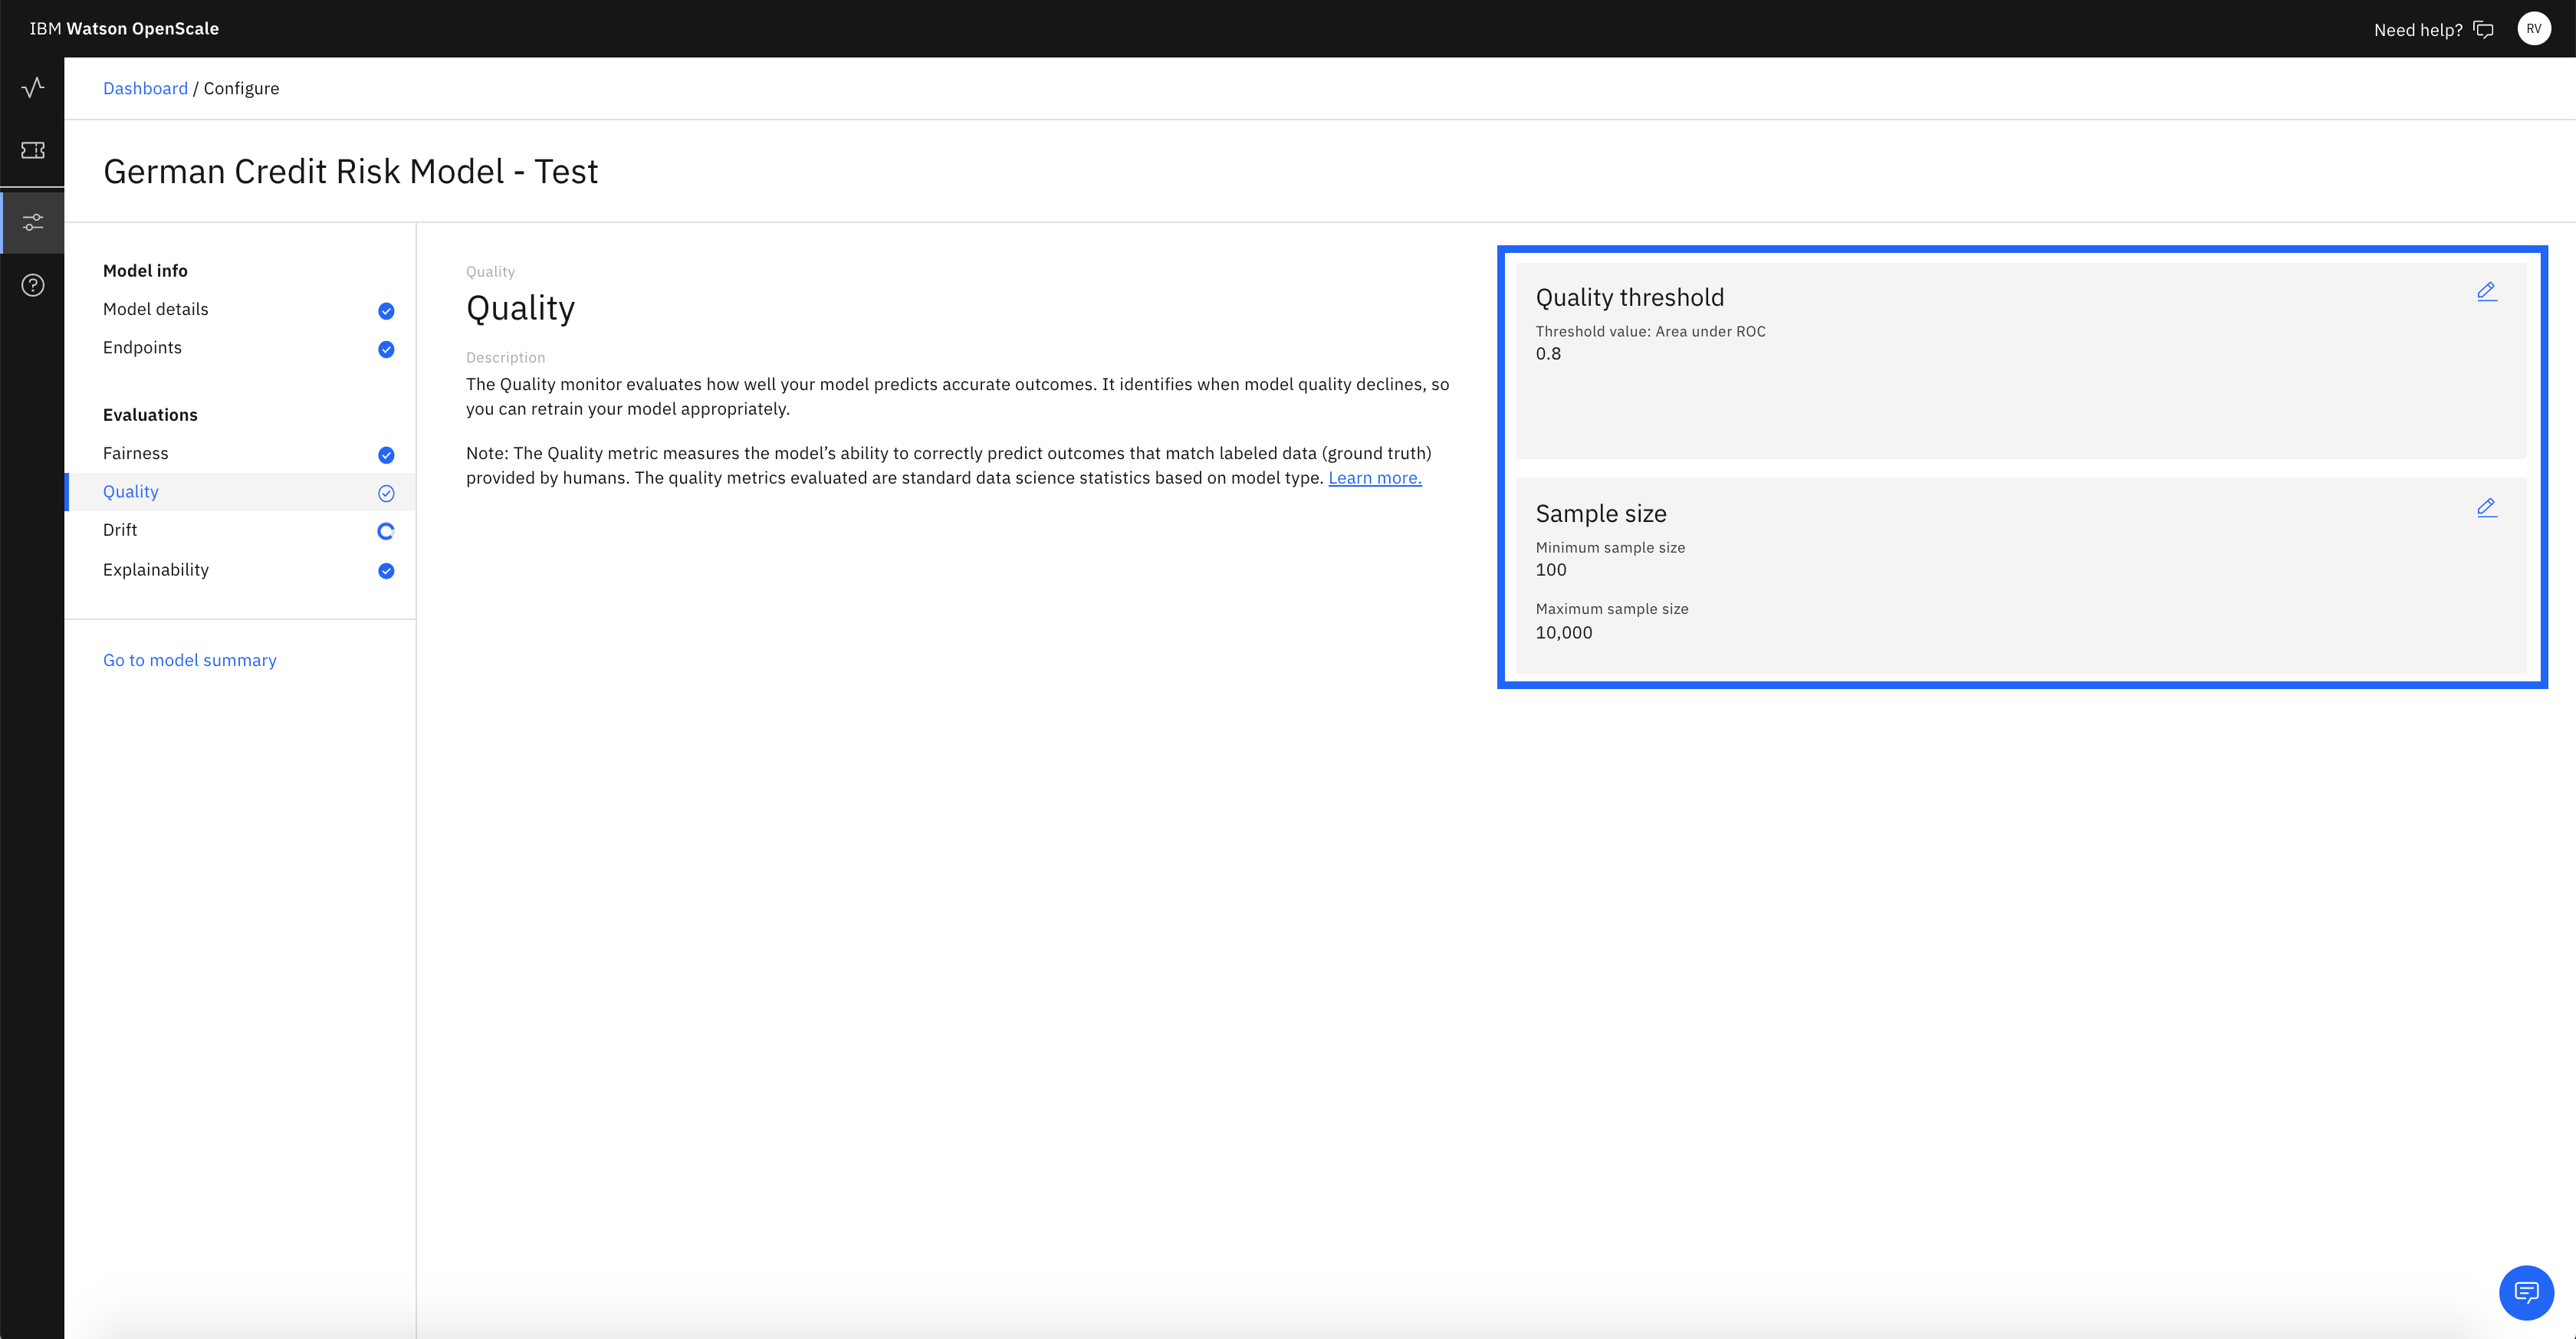 IBM Watson OpenScale
Need help?
RV
Dashboard / Configure
German Credit Risk Model - Test
Model info
Model details
Endpoints
Evaluations
Fairness
Quality
Drift
Explainability
Go to model summary
Quality
Quality
Description
The Quality monitor evaluates how well your model predicts accurate outcomes. It identifies when model quality declines, so
you can retrain your model appropriately.
Note: The Quality metric measures the model’s ability to correctly predict outcomes that match labeled data (ground truth)
provided by humans. The quality metrics evaluated are standard data science statistics based on model type. Learn more.
Quality threshold
Threshold value: Area under ROC
0.8
Sample size
Minimum sample size
100
Maximum sample size
10,000